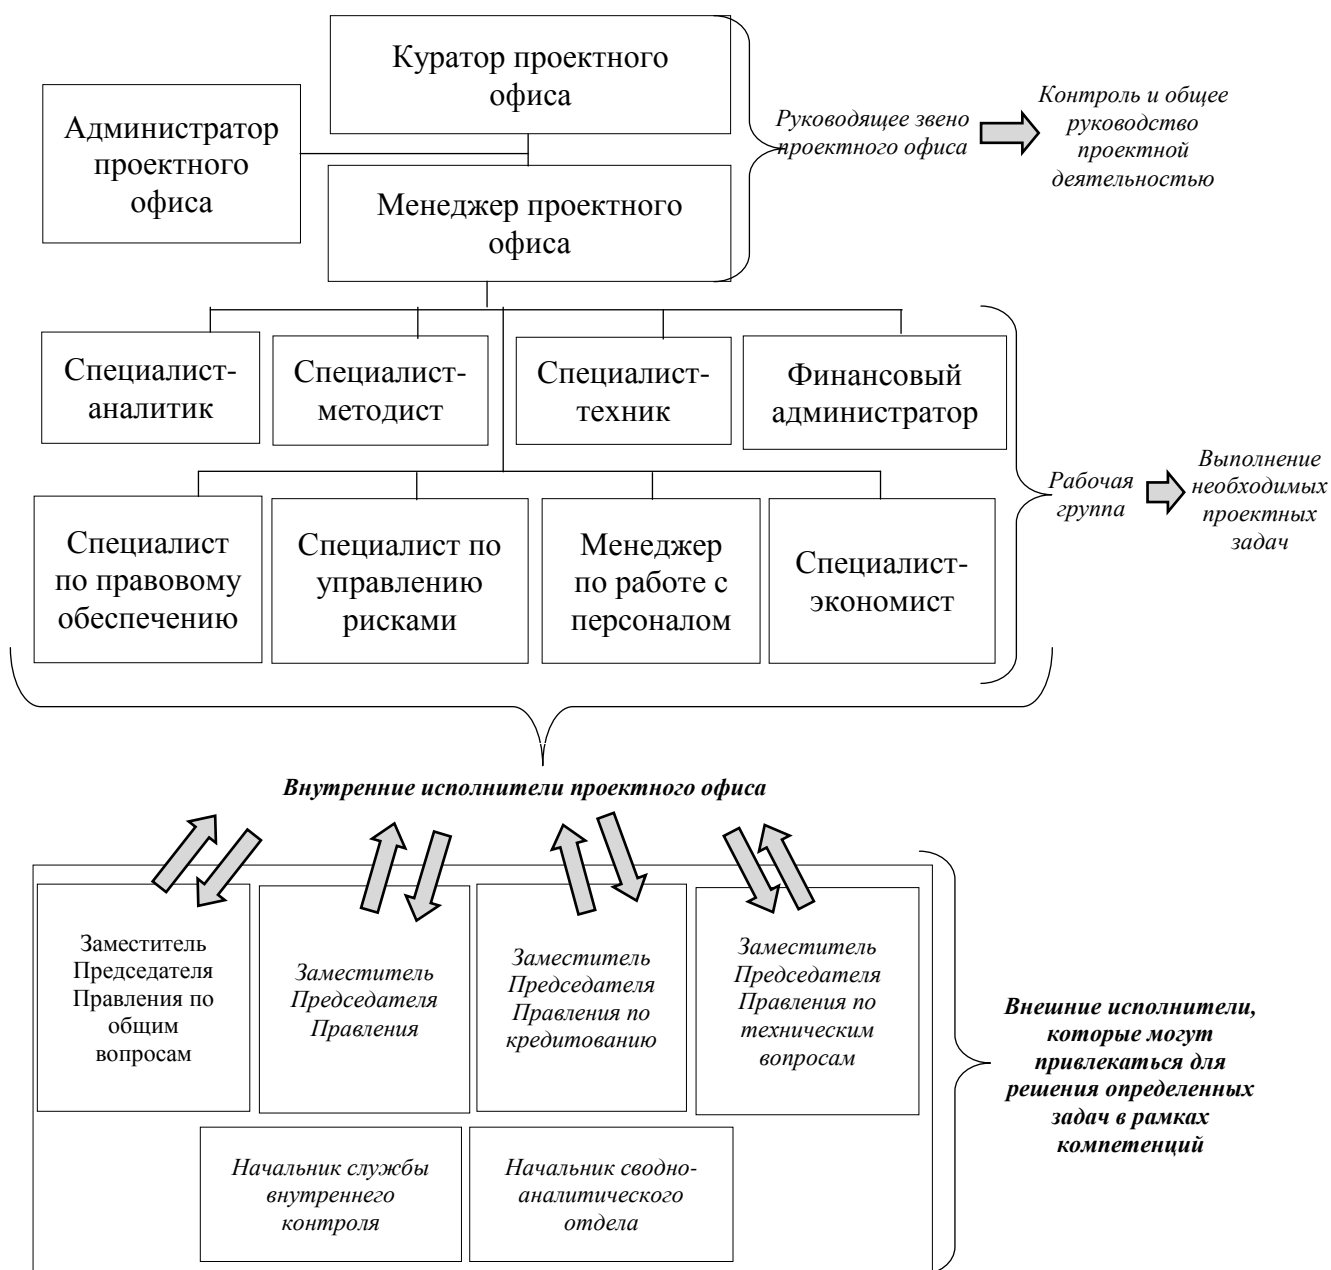 Куратор проектного
офиса
Администратор
проектного
офиса
Менеджер проектного
офиса
Руководящее звено
проектного офиса
Контроль и общее
руководство
проектной
деятельностью
Специалист-
аналитик
Специалист-
методист
Специалист-
техник
Финансовый
администратор
Специалист
по правовому
обеспечению
Специалист по
управлению
рисками
Менеджер
по работе с
персоналом
Специалист-
экономист
Рабочая
группа
Выполнение
необходимых
проектных
задач
Внутренние исполнители проектного офиса
Заместитель
Председателя
Правления по
общим
вопросам
Заместитель
Председателя
Правления
Заместитель
Председателя
Правления по
кредитованию
Заместитель
Председателя
Правления по
техническим
вопросам
Внешние исполнители,
которые могут
привлекаться для
решения определенных
задач в рамках
компетенций
Начальник службы
внутреннего
контроля
Начальник сводно-
аналитического
отдела